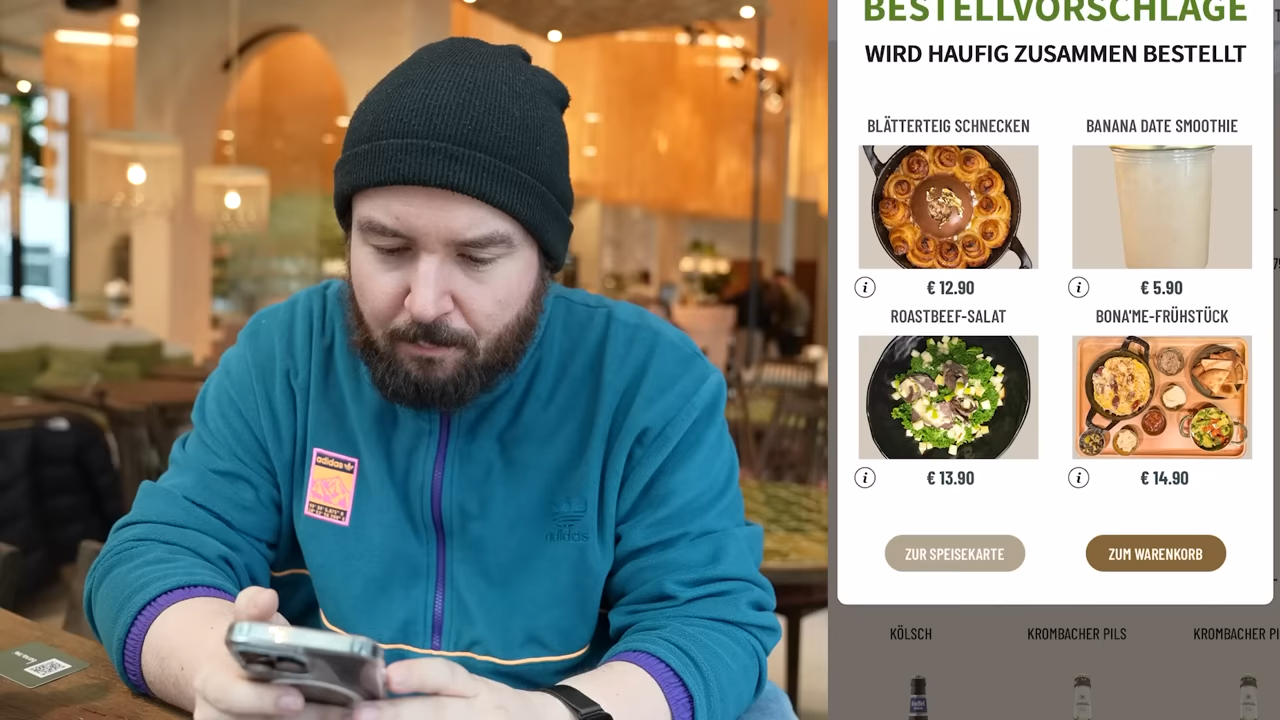 adidas
adidas
BESTELLVORSCHLÄGE
WIRD HAUFIG ZUSAMMEN BESTELLT
BLÄTTERTEIG SCHNECKEN
BANANA DATE SMOOTHIE
i
€ 12.90
i
€ 5.90
ROASTBEEF-SALAT
BONA'ME-FRÜHSTÜCK
i
€ 13.90
i
€ 14.90
ZUR SPEISEKARTE
ZUM WARENKORB
KÖLSCH
KROMBACHER PILS